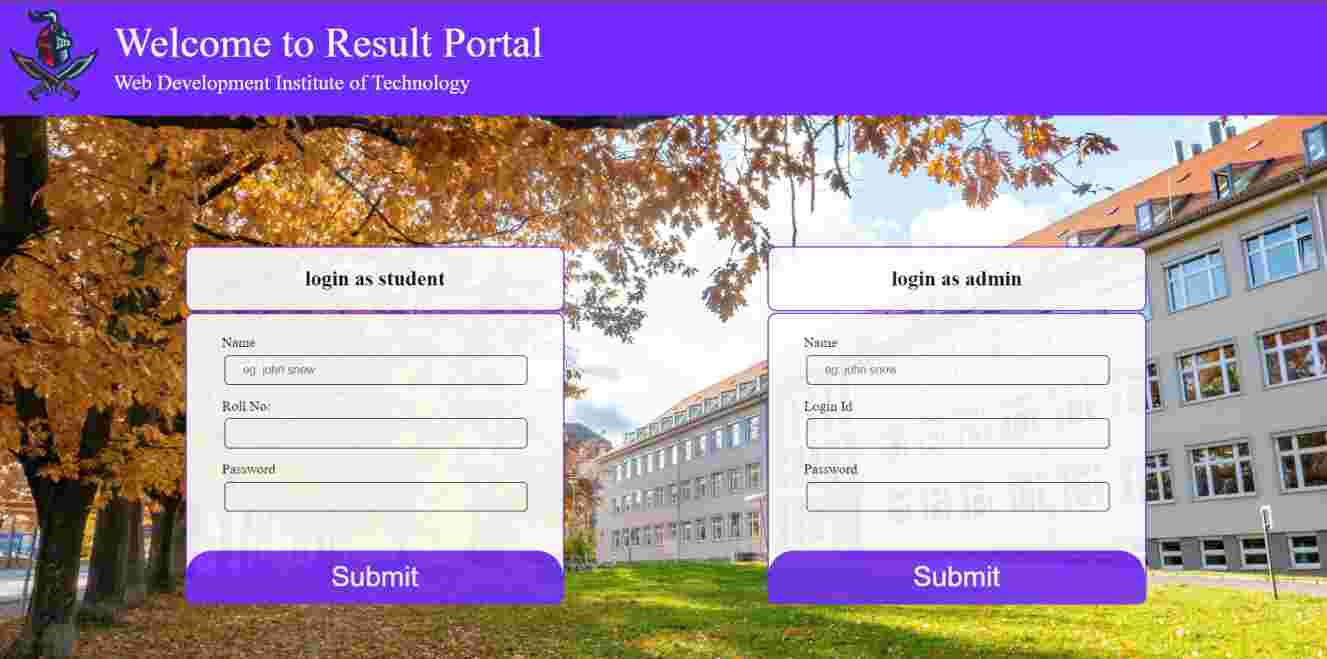 Welcome to Result Portal
Web Development Institute of Technology
login as student
Name
eg: john snow
Roll No:
Password
Submit
login as admin
Name
eg: john snow
Login Id
Password
Submit